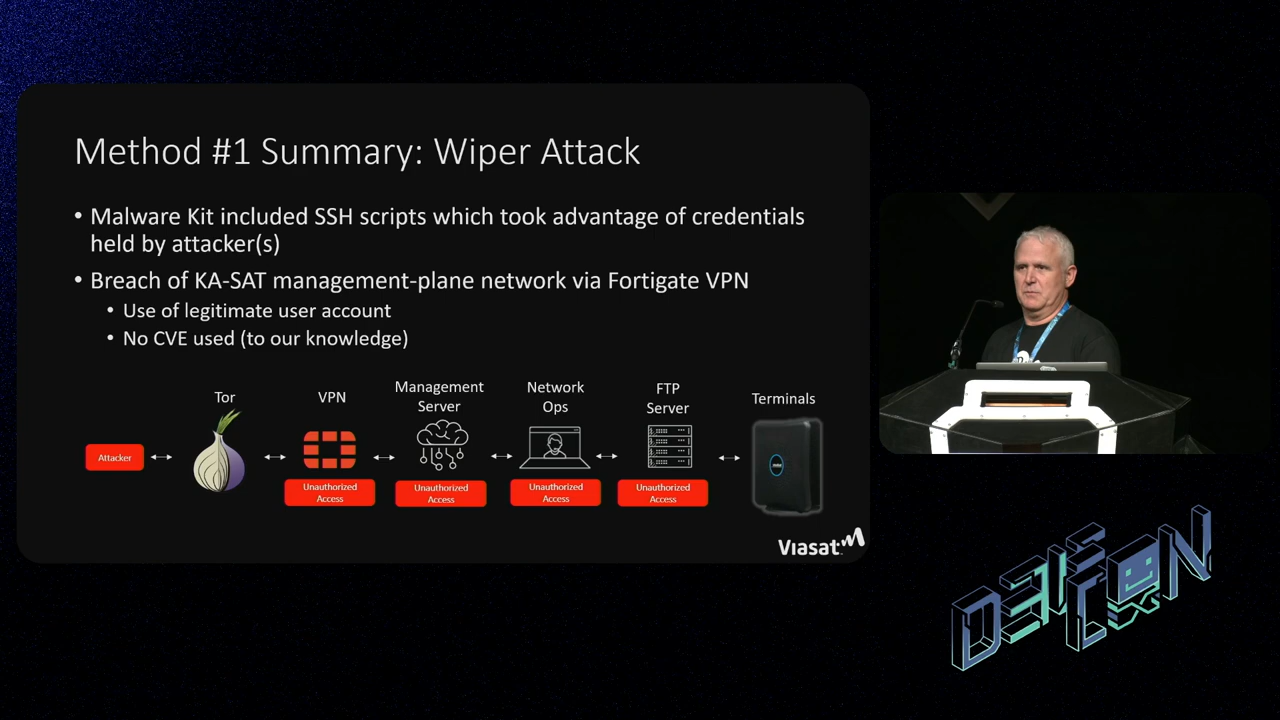 Method #1 Summary: Wiper Attack
• Malware Kit included SSH scripts which took advantage of credentials
held by attacker(s)
• Breach of KA-SAT management-plane network via Fortigate VPN
• Use of legitimate user account
• No CVE used (to our knowledge)
Tor
VPN
Management
Server
Network
Ops
FTP
Server
Terminals
Attacker
Unauthorized
Access
Unauthorized
Access
Unauthorized
Access
Unauthorized
Access
Viasat
DEF
CON